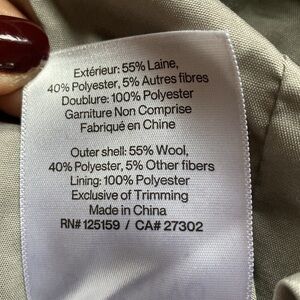 Extérieur: 55% Laine,
40% Polyester, 5% Autres fibres
Doublure: 100% Polyester
Garniture Non Comprise
Fabriqué en Chine
Outer shell: 55% Wool,
40% Polyester, 5% Other fibers
Lining: 100% Polyester
Exclusive of Trimming
Made in China
RN# 125159 / CA# 27302